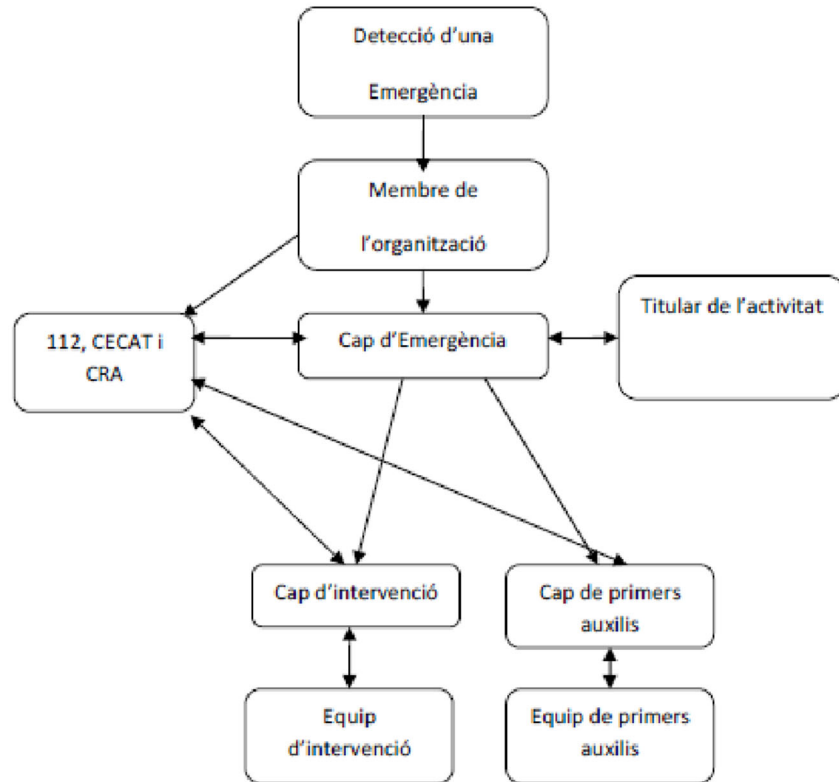 Detecció d’una
Emergència
Membre de
l’organització
Titular de l’activitat
112, CECAT i
CRA
Cap d’Emergència
Cap d’intervenció
Cap de primers
auxilis
Equip
d’intervenció
Equip de primers
auxilis